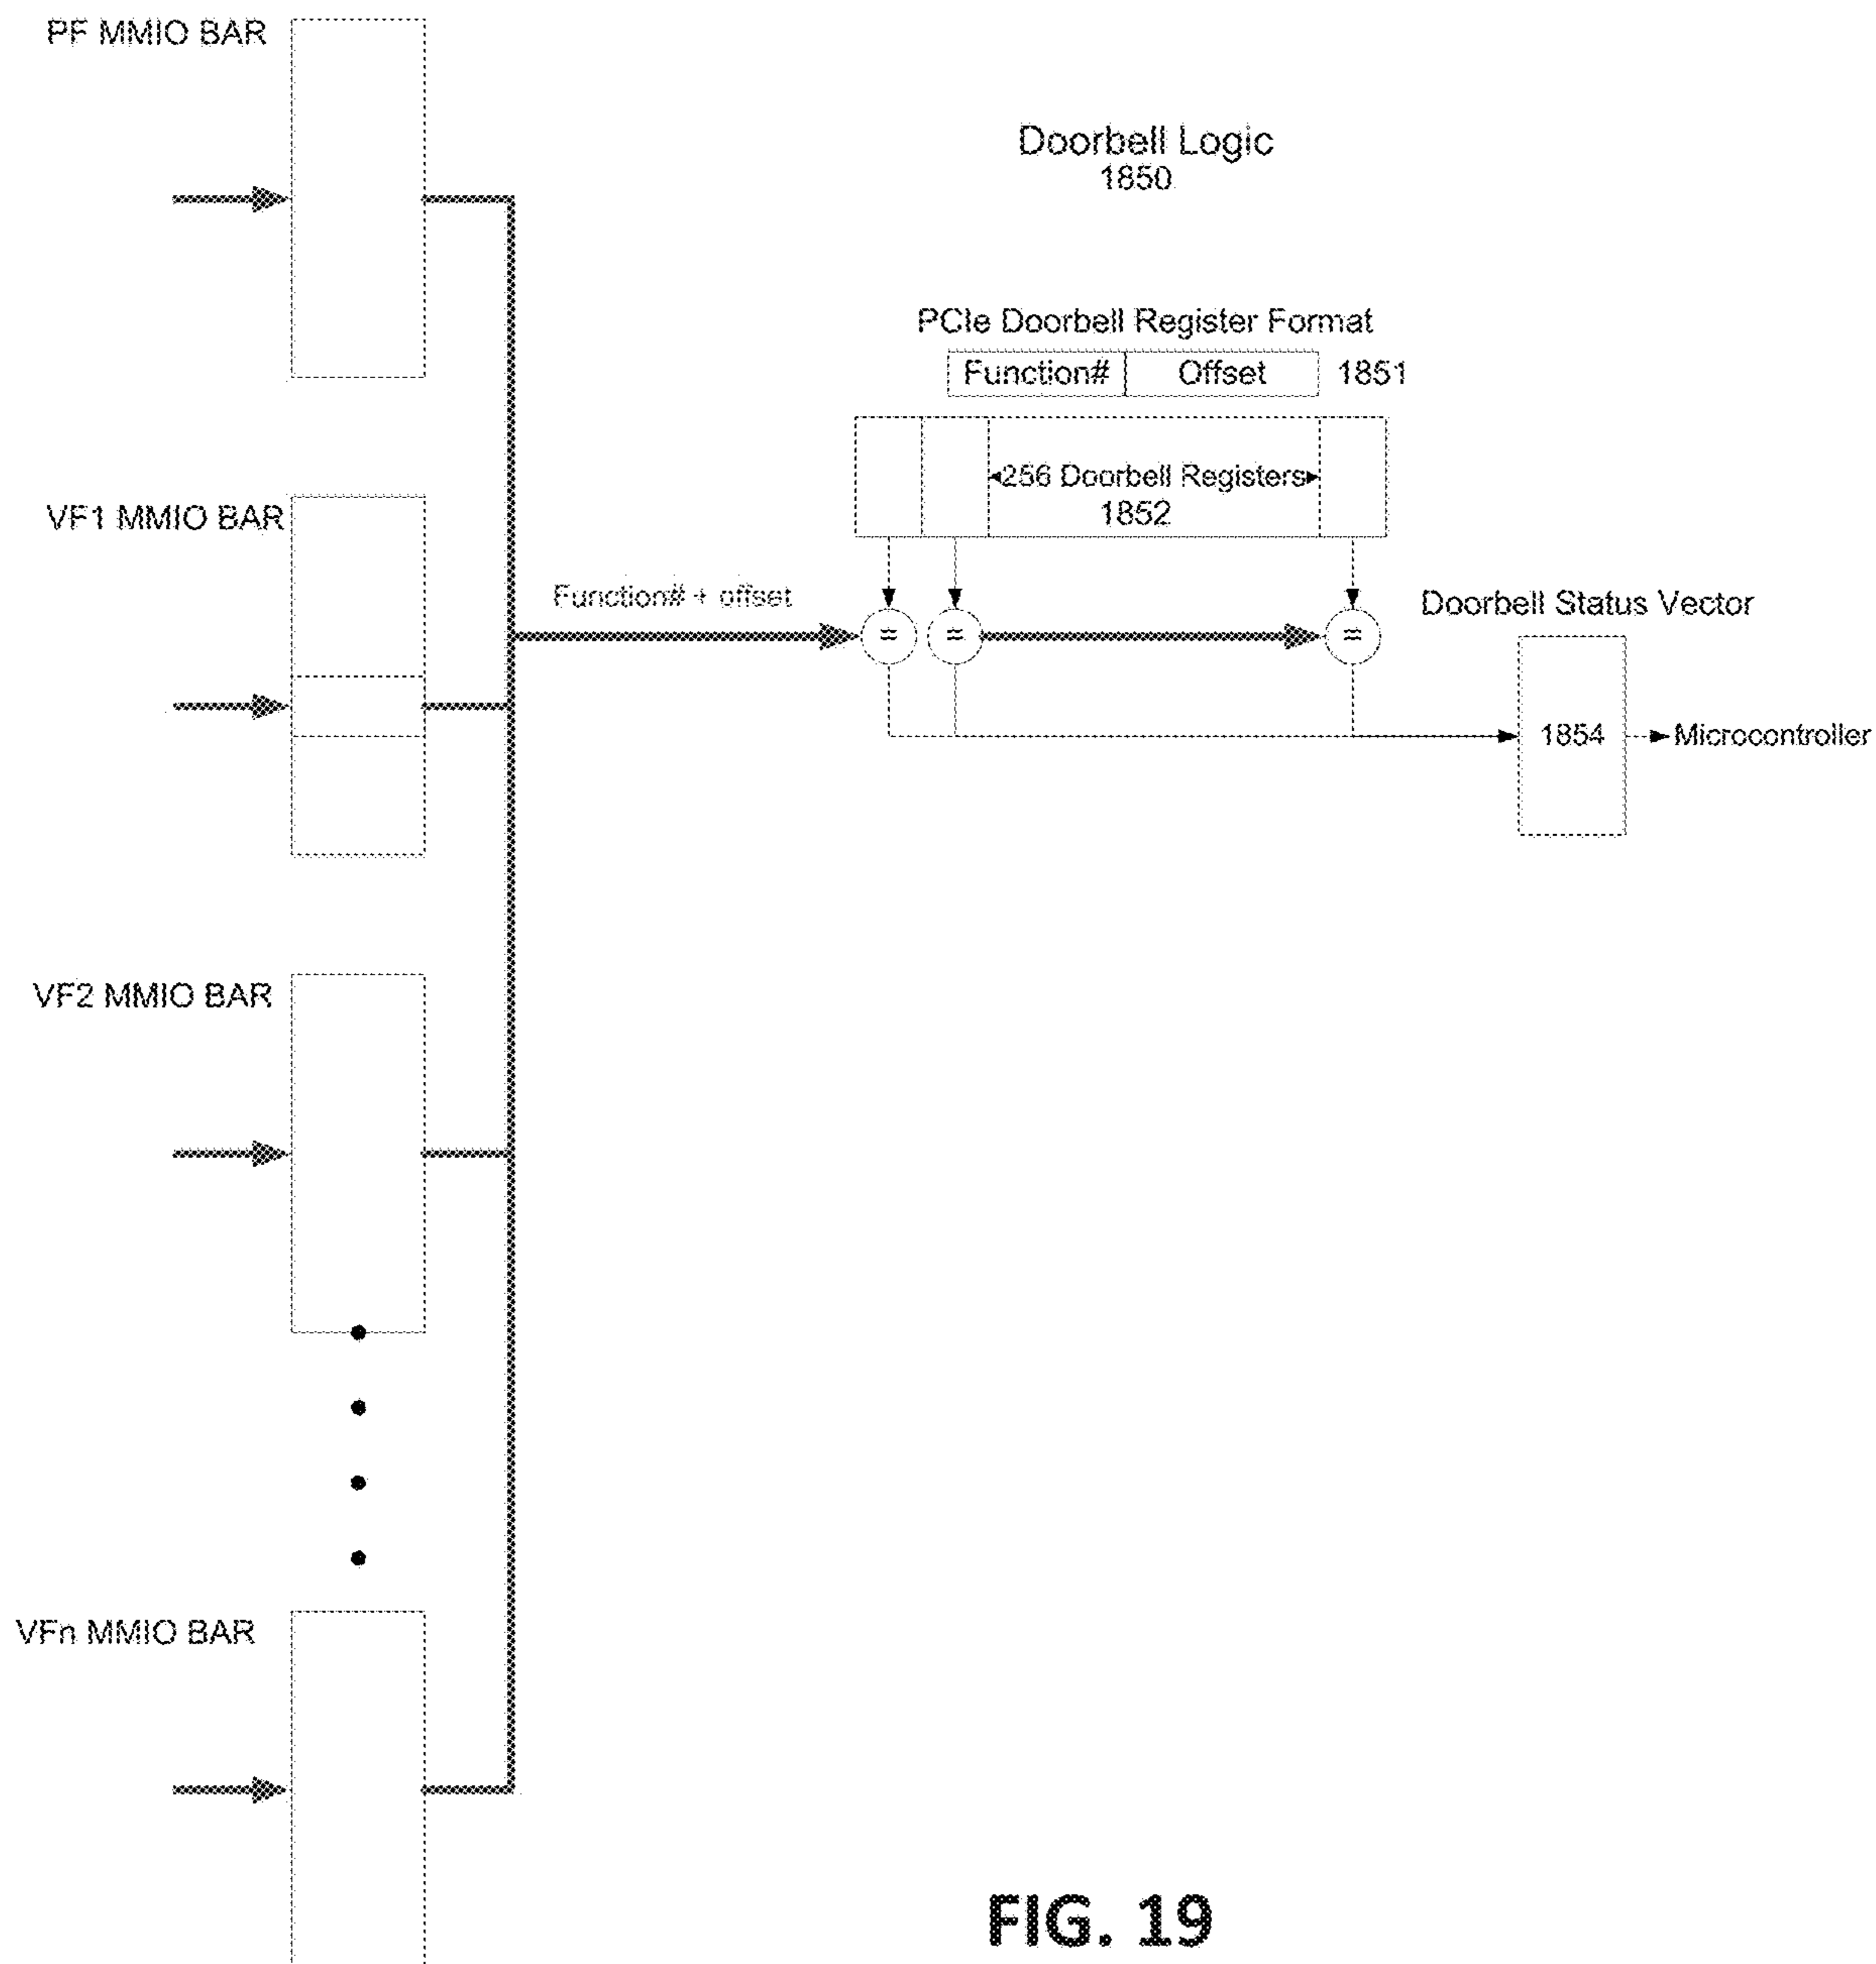 PF MMIO BAR
Doorbell Logic
1850
PCIe Doorbell Register Format
Function# Offset 1851
256 Doorbell Registers
1852
VF1 MMIO BAR
Function# + offset
= = =
Doorbell Status Vector
1854
Microcontroller
VF2 MMIO BAR
VFn MMIO BAR
FIG. 19